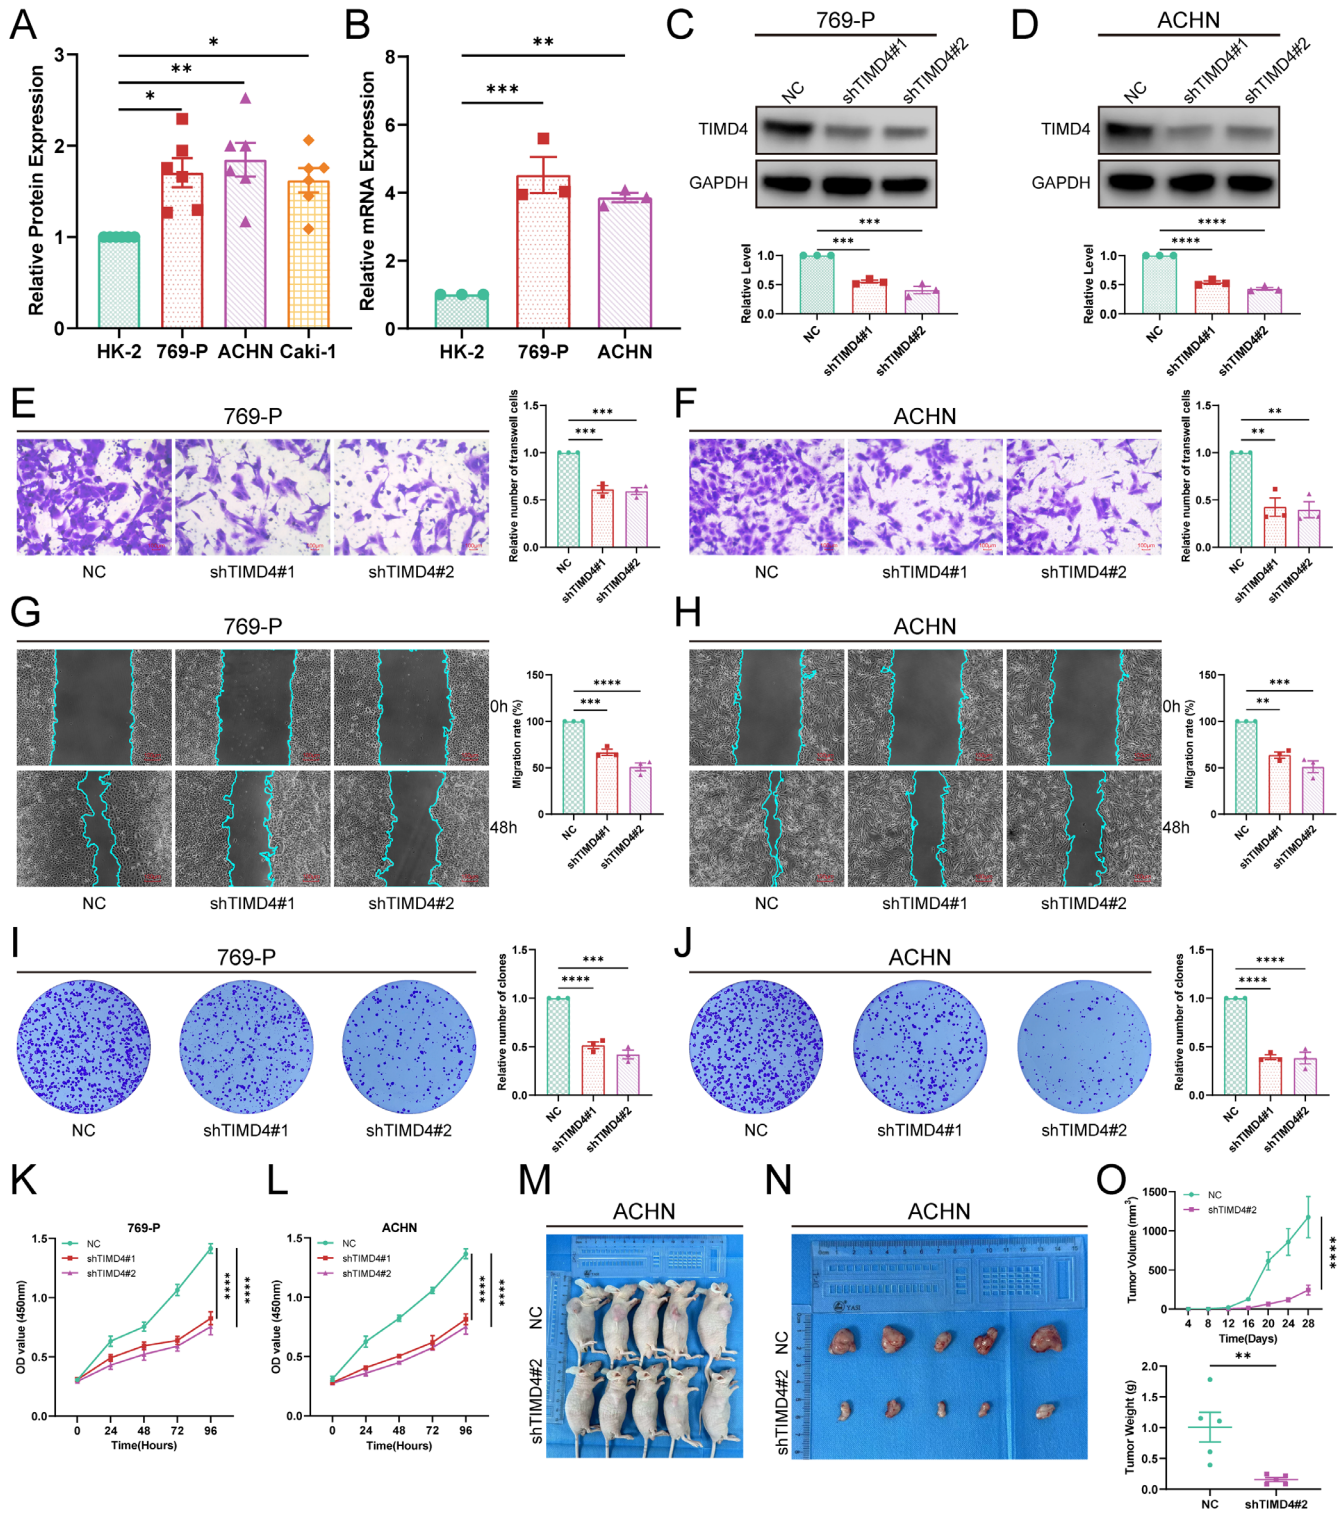 A
Relative Protein Expression
3
2
1
0
*
**
*
HK-2 769-P ACHN Caki-1
B
Relative mRNA Expression
8
6
4
2
0
**
***
HK-2 769-P ACHN
C
769-P
NC shTIMD4#1 shTIMD4#2
TIMD4
GAPDH
Relative Level
1.0
0.5
0.0
***
***
NC shTIMD4#1 shTIMD4#2
D
ACHN
NC shTIMD4#1 shTIMD4#2
TIMD4
GAPDH
Relative Level
1.0
0.5
0.0
****
****
NC shTIMD4#1 shTIMD4#2
E
769-P
100μm
NC shTIMD4#1 shTIMD4#2
Relative number of transwell cells
1.5
1.0
0.5
0.0
***
***
NC shTIMD4#1 shTIMD4#2
F
ACHN
100μm
NC shTIMD4#1 shTIMD4#2
Relative number of transwell cells
1.5
1.0
0.5
0.0
**
**
NC shTIMD4#1 shTIMD4#2
G
769-P
0h
48h
NC shTIMD4#1 shTIMD4#2
Migration rate (%)
150
100
50
0
****
***
NC shTIMD4#1 shTIMD4#2
H
ACHN
0h
48h
NC shTIMD4#1 shTIMD4#2
Migration rate (%)
150
100
50
0
***
**
NC shTIMD4#1 shTIMD4#2
I
769-P
NC shTIMD4#1 shTIMD4#2
Relative number of clones
1.5
1.0
0.5
0.0
***
****
NC shTIMD4#1 shTIMD4#2
J
ACHN
NC shTIMD4#1 shTIMD4#2
Relative number of clones
1.5
1.0
0.5
0.0
****
****
NC shTIMD4#1 shTIMD4#2
K
769-P
OD value (450nm)
1.5
1.0
0.5
0.0
NC
shTIMD4#1
shTIMD4#2
****
****
0 24 48 72 96
Time(Hours)
L
ACHN
OD value (450nm)
1.5
1.0
0.5
0.0
NC
shTIMD4#1
shTIMD4#2
****
****
0 24 48 72 96
Time(Hours)
M
ACHN
NC
shTIMD4#2
N
ACHN
YAH
NC
shTIMD4#2
O
Tumor Volume (mm³)
1500
1000
500
0
NC
shTIMD4#2
****
4 8 12 16 20 24 28
Time(Days)
Tumor Weight (g)
2.0
1.5
1.0
0.5
0.0
**
NC shTIMD4#2